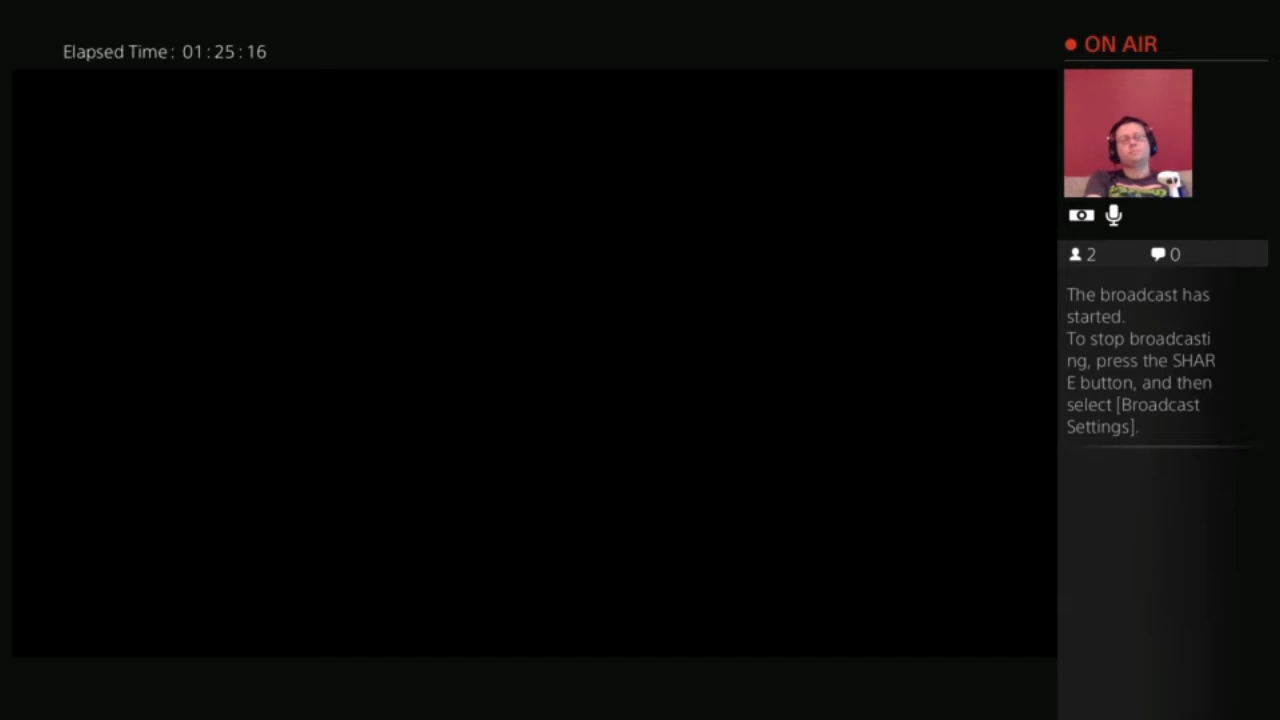 Elapsed Time: 01:25:16
ON AIR
2
0
The broadcast has
started.
To stop broadcasti
ng, press the SHAR
E button, and then
select [Broadcast
Settings].